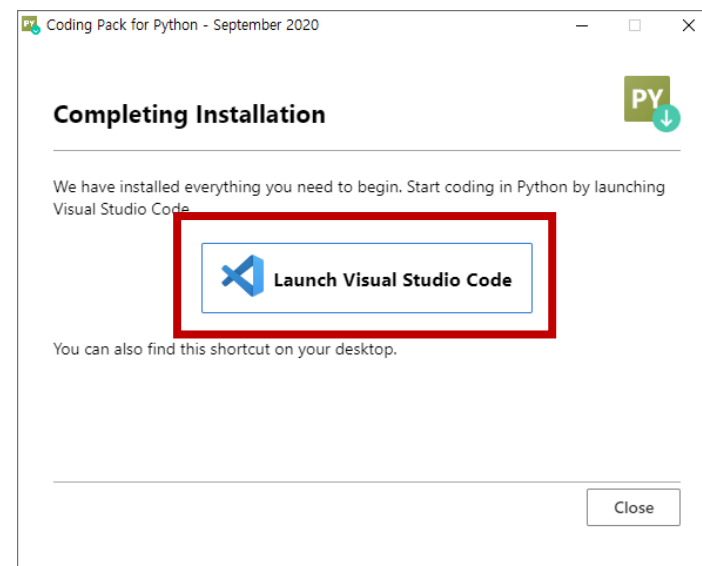 PY Coding Pack for Python - September 2020
Completing Installation
PY
We have installed everything you need to begin. Start coding in Python by launching
Visual Studio Code
Launch Visual Studio Code
You can also find this shortcut on your desktop.
Close